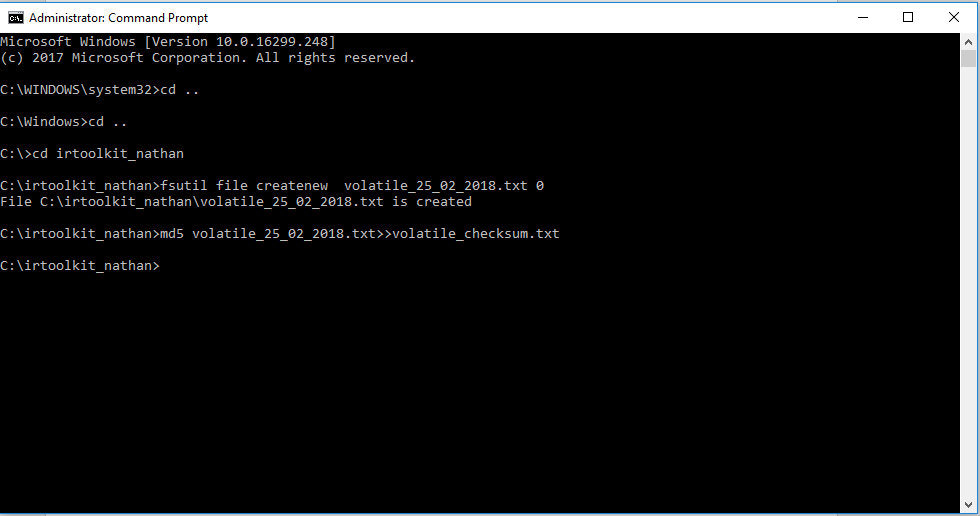 Administrator: Command Prompt
Microsoft Windows [Version 10.0.16299.248]
(c) 2017 Microsoft Corporation. All rights reserved.
C:\WINDOWS\system32>cd ..
C:\Windows>cd ..
C:\>cd irtoolkit_nathan
C:\irtoolkit_nathan>fsutil file createnew  volatile_25_02_2018.txt 0
File C:\irtoolkit_nathan\volatile_25_02_2018.txt is created
C:\irtoolkit_nathan>md5 volatile_25_02_2018.txt>>volatile_checksum.txt
C:\irtoolkit_nathan>